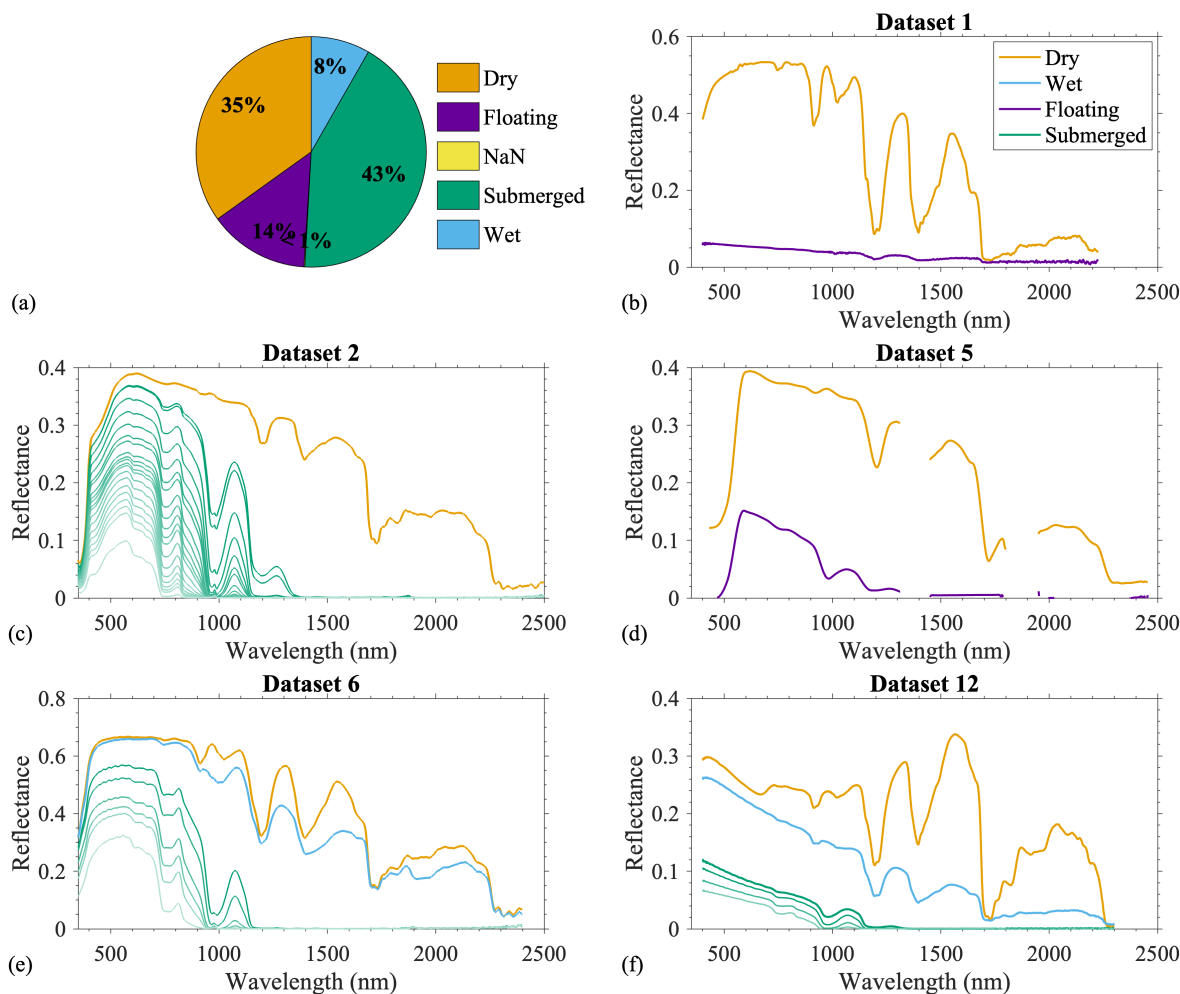 8%
35%
43%
14%
< 1%
Dry
Floating
NaN
Submerged
Wet
(a)
Dataset 1
0.6
0.4
0.2
0
Reflectance
500 1000 1500 2000 2500
Wavelength (nm)
Dry
Wet
Floating
Submerged
(b)
Dataset 2
0.4
0.3
0.2
0.1
0
Reflectance
500 1000 1500 2000 2500
Wavelength (nm)
(c)
Dataset 5
0.4
0.3
0.2
0.1
0
Reflectance
500 1000 1500 2000 2500
Wavelength (nm)
(d)
Dataset 6
0.8
0.6
0.4
0.2
0
Reflectance
500 1000 1500 2000 2500
Wavelength (nm)
(e)
Dataset 12
0.4
0.3
0.2
0.1
0
Reflectance
500 1000 1500 2000 2500
Wavelength (nm)
(f)